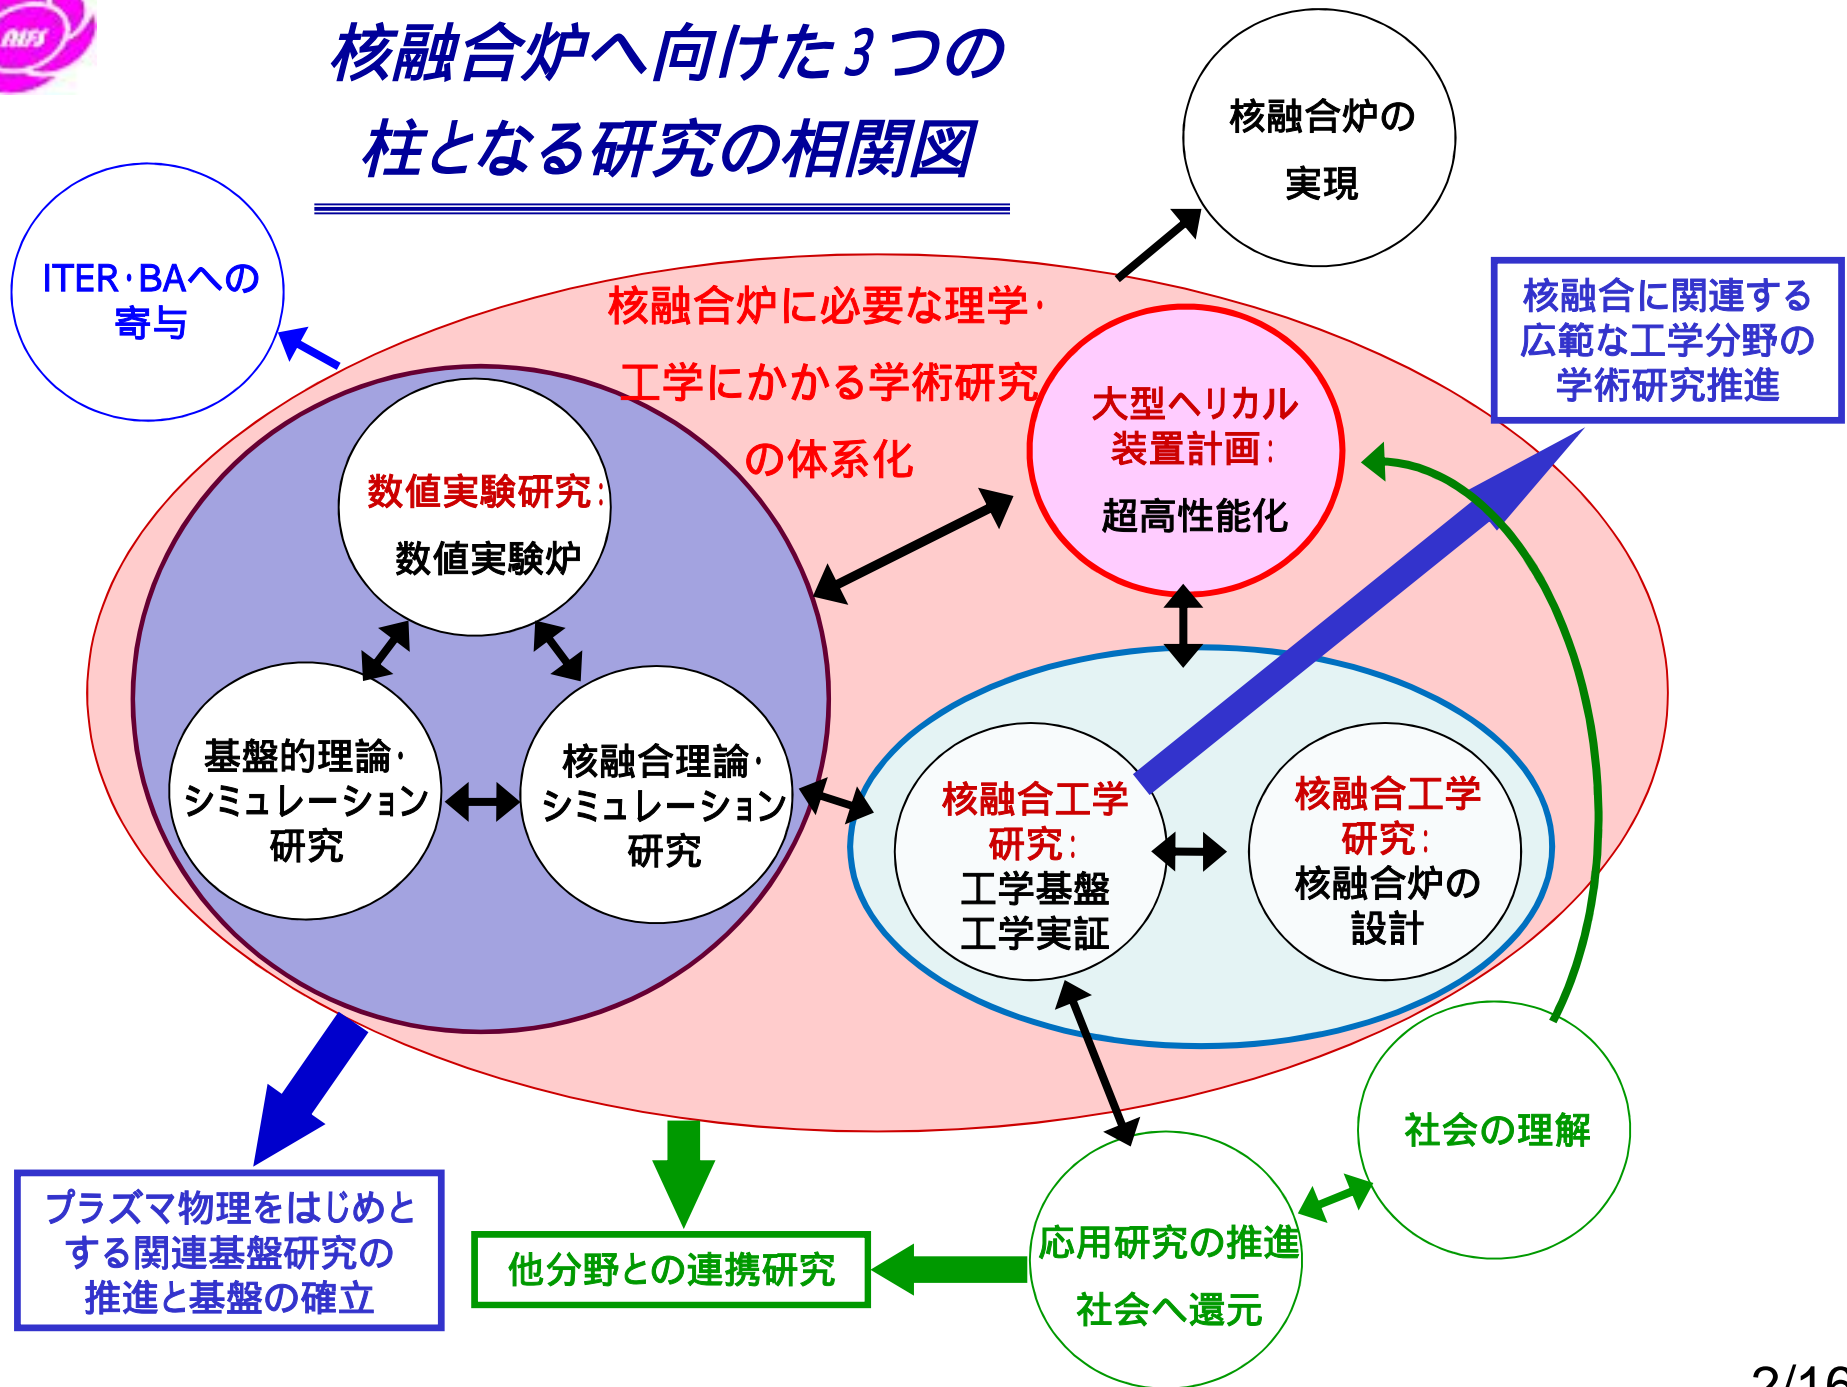 NIFS
核融合炉へ向けた3つの
柱となる研究の相関図
核融合炉の
実現
ITER・BAへの
寄与
核融合に関連する
広範な工学分野の
学術研究推進
核融合炉に必要な理学・
工学にかかる学術研究
の体系化
大型ヘリカル
装置計画:
超高性能化
数値実験研究:
数値実験炉
基盤的理論・
シミュレーション
研究
核融合理論・
シミュレーション
研究
核融合工学
研究:
工学基盤
工学実証
核融合工学
研究:
核融合炉の
設計
社会の理解
プラズマ物理をはじめと
する関連基盤研究の
推進と基盤の確立
他分野との連携研究
応用研究の推進
社会へ還元
2/16